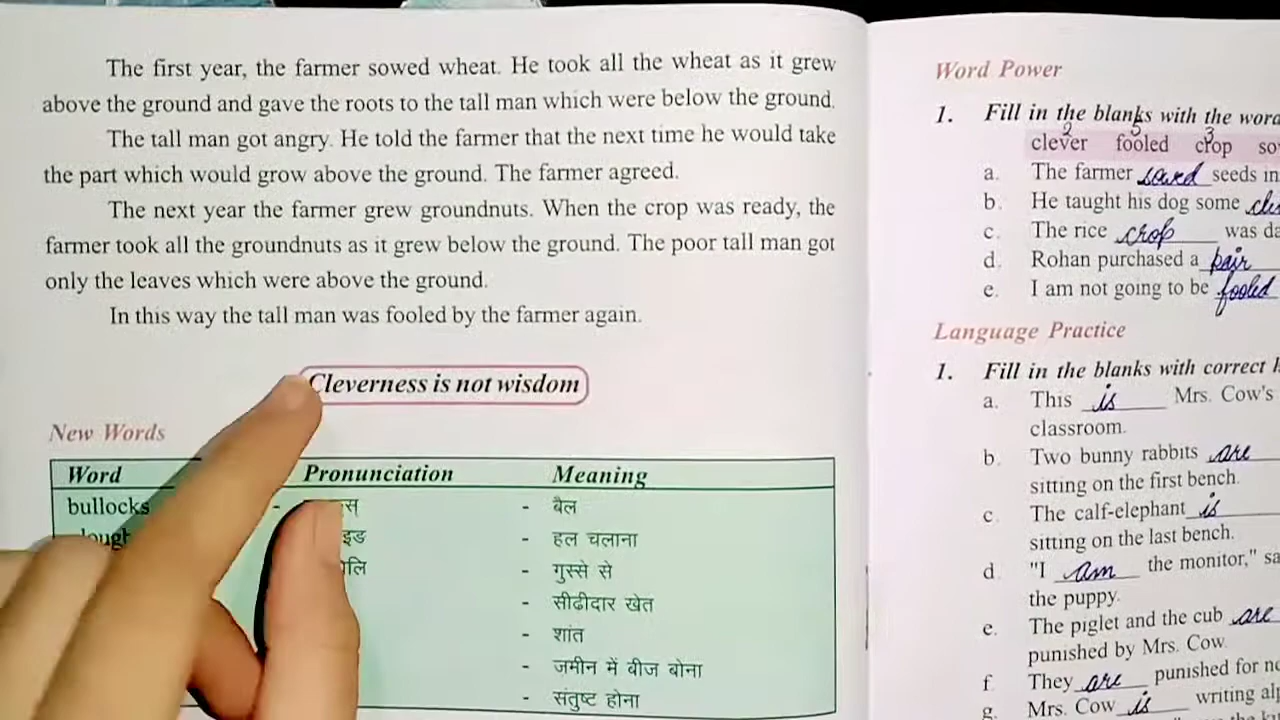 The first year, the farmer sowed wheat. He took all the wheat as it grew
above the ground and gave the roots to the tall man which were below the ground.
The tall man got angry. He told the farmer that the next time he would take
the part which would grow above the ground. The farmer agreed.
The next year the farmer grew groundnuts. When the crop was ready, the
farmer took all the groundnuts as it grew below the ground. The poor tall man got
only the leaves which were above the ground.
In this way the tall man was fooled by the farmer again.
Cleverness is not wisdom
New Words
Word Pronunciation Meaning
bullocks - - बैल
- हल चलाना
- गुस्से से
- सीढीदार खेत
- शांत
- ज़मीन में बीज बोना
- संतुष्ट होना
Word Power
1. Fill in the blanks with the
2 5 3
clever fooled crop
a. The farmer sowed seeds in
b. He taught his dog some
c. The rice crop was
d. Rohan purchased a pair
e. I am not going to be fooled
Language Practice
1. Fill in the blanks with correct
a. This is Mrs. Cow's
classroom.
b. Two bunny rabbits are
sitting on the first bench.
c. The calf-elephant is
sitting on the last bench.
d. "I am the monitor,"
the puppy.
e. The piglet and the cub are
punished by Mrs. Cow.
f. They are punished for
g. Mrs. Cow is writing